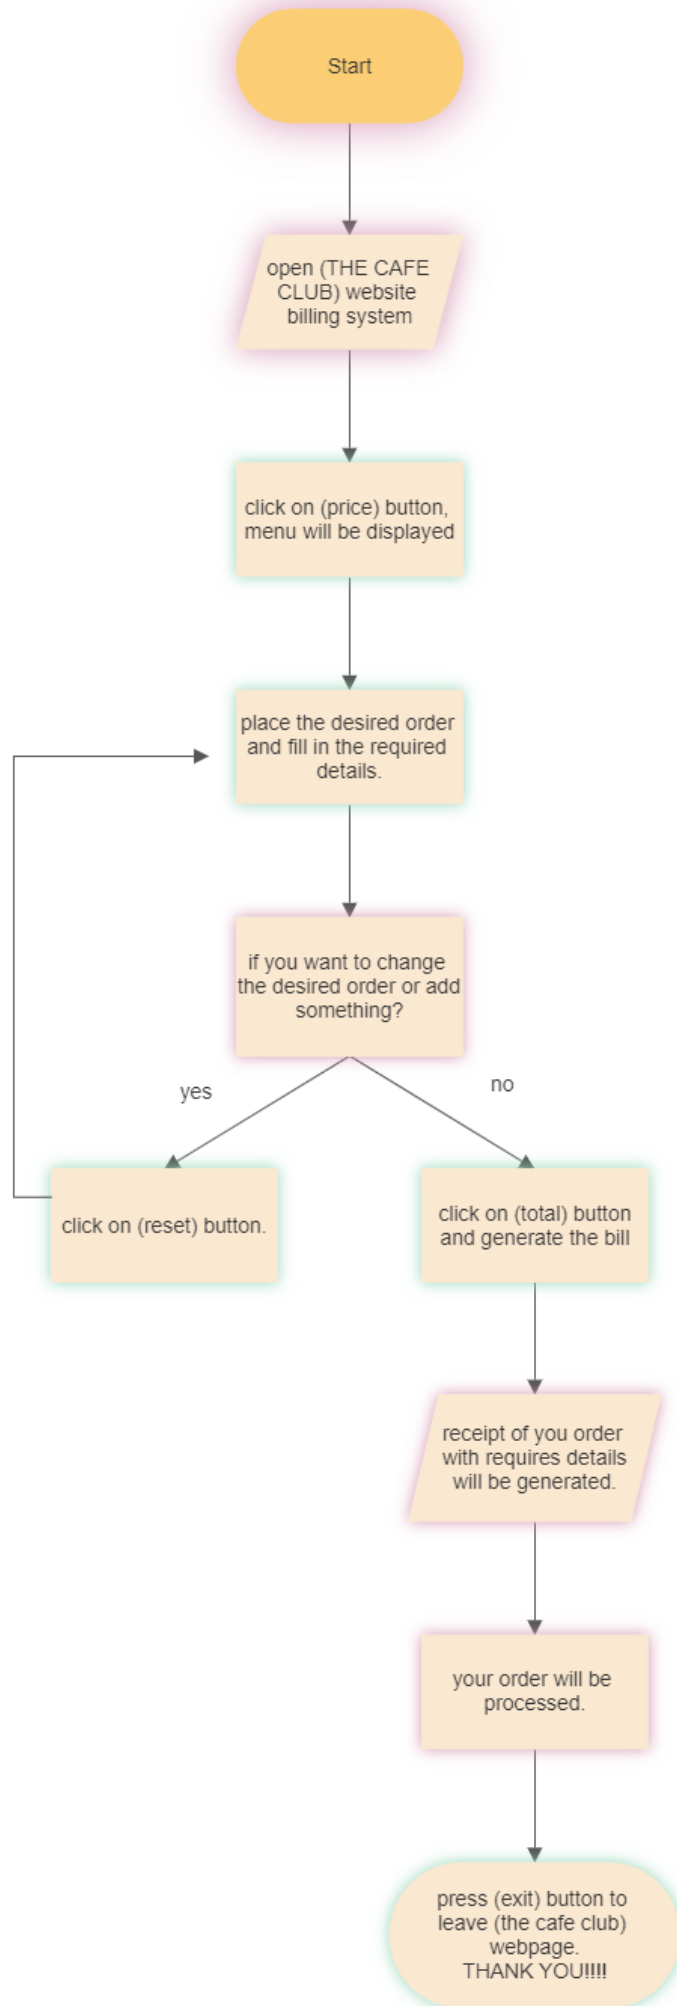 Start
open (THE CAFE
CLUB) website
billing system
click on (price) button,
menu will be displayed
place the desired order
and fill in the required
details.
if you want to change
the desired order or add
something?
yes
no
click on (reset) button.
click on (total) button
and generate the bill
receipt of you order
with requires details
will be generated.
your order will be
processed.
press (exit) button to
leave (the cafe club)
webpage.
THANK YOU!!!!